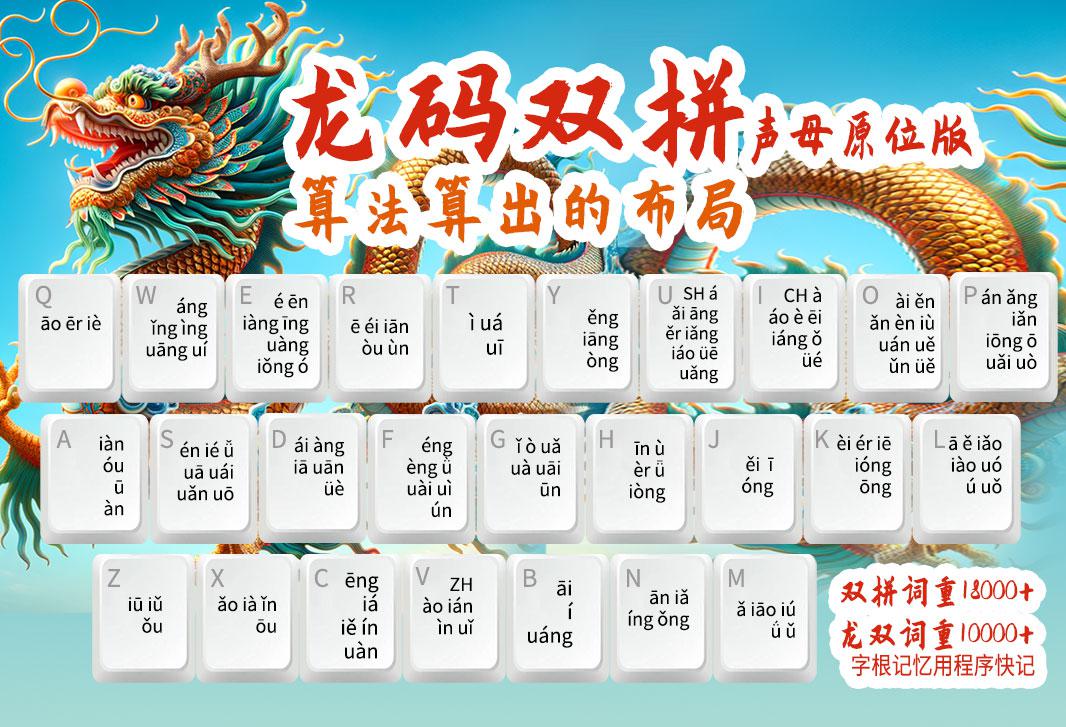 龙码双拼声母原位版
算法算出的布局
Q
āo ēr iè
W
áng
ǐng ìng
uāng uí
E
é ēn
iàng īng
uàng
iǒng ó
R
ē éi iān
òu ùn
T
ì uá
uī
Y
ěng
iāng
òng
U
SH á
ǎi āng
ěr iǎng
iáo üē
uǎng
I
CH à
áo è ēi
iáng ǒ
üé
O
ài ěn
ǎn èn iù
uán uě
ǔn üě
P
án ǎng
iǎn
iōng ō
uǎi uò
A
iàn
óu
ū
àn
S
én ié ǚ
uā uái
uǎn uō
D
ái àng
iā uān
üè
F
éng
èng ǜ
uài uì
ún
G
ǐ ò uǎ
uà uāi
ūn
H
īn ù
èr ǖ
iòng
J
ěi ī
óng
K
èi ér iē
ióng
ōng
L
ā ě iǎo
iào uó
ú uǒ
Z
iū iǔ
ǒu
X
ǎo ià ǐn
ōu
C
ēng
iá
iě ín
uàn
V
ZH
ào ián
ìn uǐ
B
āi
í
uáng
N
ān iǎ
íng ǒng
M
ǎ iāo iú
ǘ ǔ
双拼词重18000+
龙双词重10000+
字根记忆用程序快记